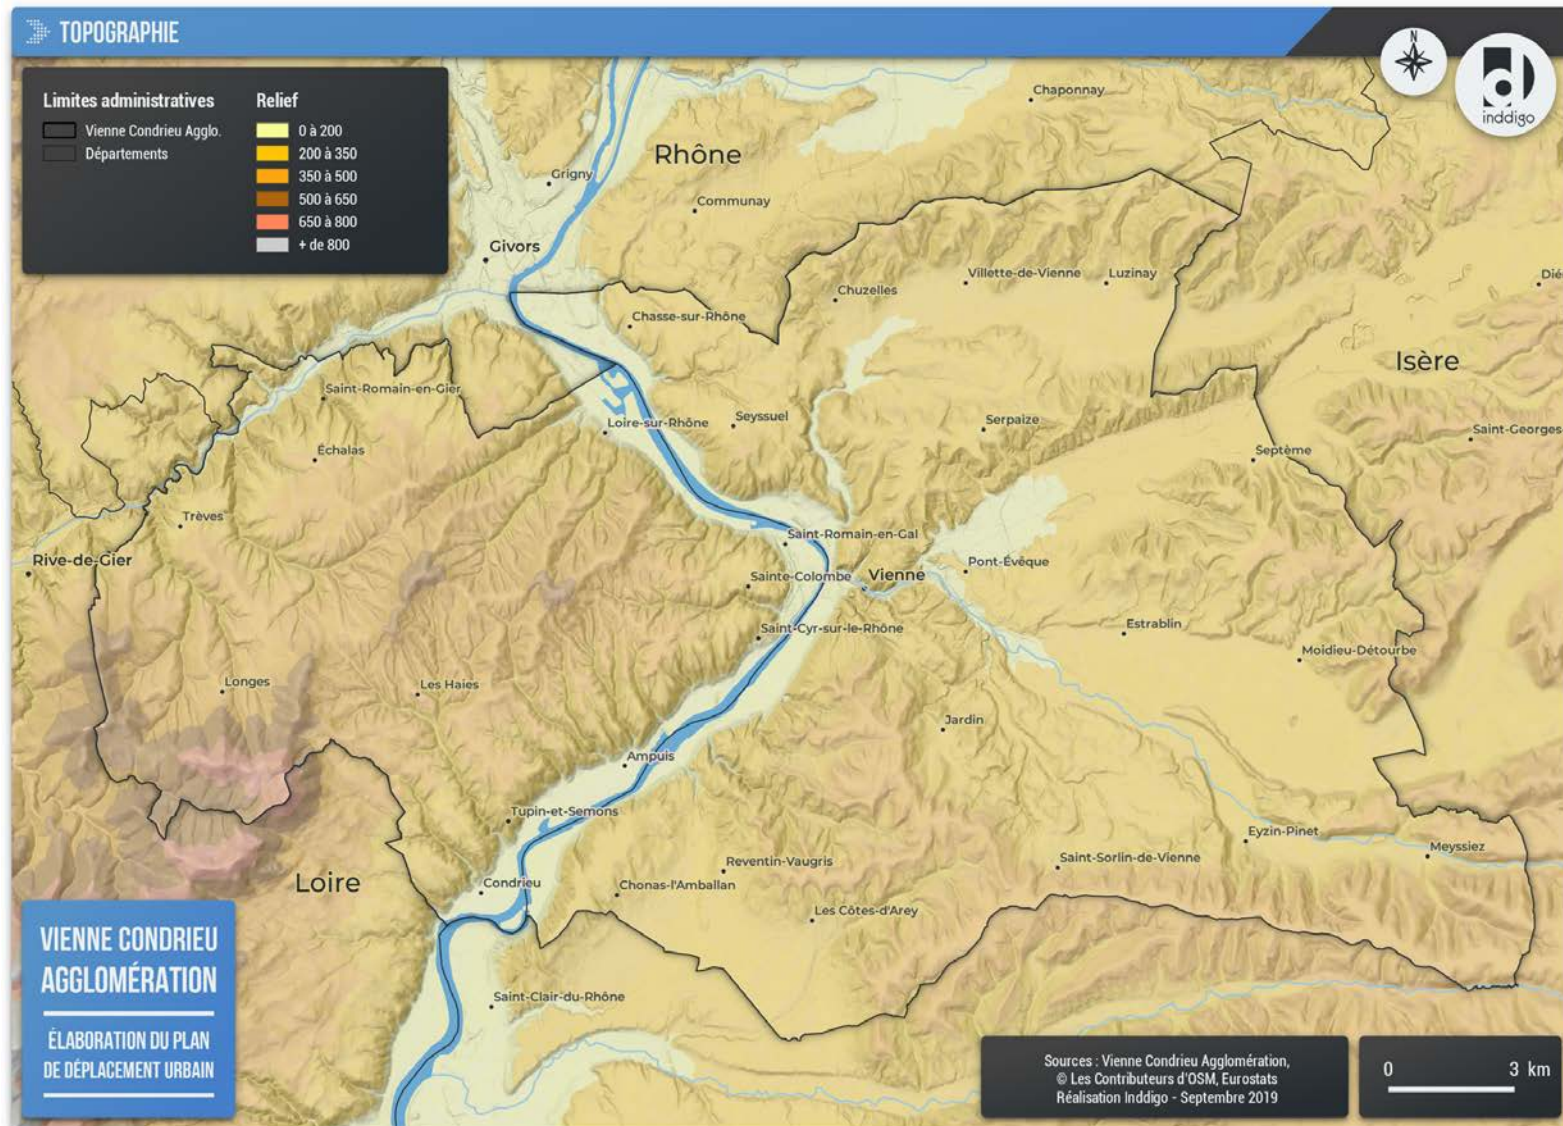 TOPOGRAPHIE
N
inddigo
Limites administratives
Vienne Condrieu Agglo.
Départements
Relief
0 à 200
200 à 350
350 à 500
500 à 650
650 à 800
+ de 800
Chaponnay
Rhône
Grigny
Communay
Givors
Villette-de-Vienne
Luzinay
Chuzelles
Chasse-sur-Rhône
Isère
Saint-Romain-en-Gier
Loire-sur-Rhône
Seyssuel
Serpaize
Saint-Georges-
Échalas
Septème
Trèves
Saint-Romain-en-Gal
Rive-de-Gier
Pont-Évêque
Sainte-Colombe
Vienne
Saint-Cyr-sur-le-Rhône
Estrablin
Moidieu-Détourbe
Longes
Les Haies
Jardin
Ampuis
Tupin-et-Semons
Eyzin-Pinet
Meyssiez
Reventin-Vaugris
Saint-Sorlin-de-Vienne
Loire
Condrieu
Chonas-l'Amballan
Les Côtes-d'Arey
Saint-Clair-du-Rhône
VIENNE CONDRIEU
AGGLOMÉRATION
ÉLABORATION DU PLAN
DE DÉPLACEMENT URBAIN
Sources : Vienne Condrieu Agglomération,
© Les Contributeurs d'OSM, Eurostats
Réalisation Inddigo - Septembre 2019
0 3 km